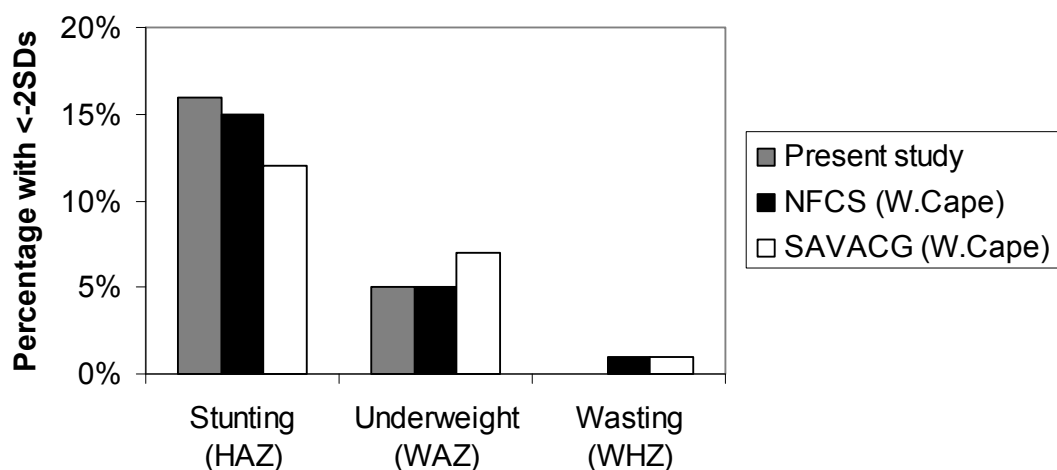 Percentage with <-2SDs
20%
15%
10%
5%
0%
Stunting
(HAZ)
Underweight
(WAZ)
Wasting
(WHZ)
Present study
NFCS (W.Cape)
SAVACG (W.Cape)